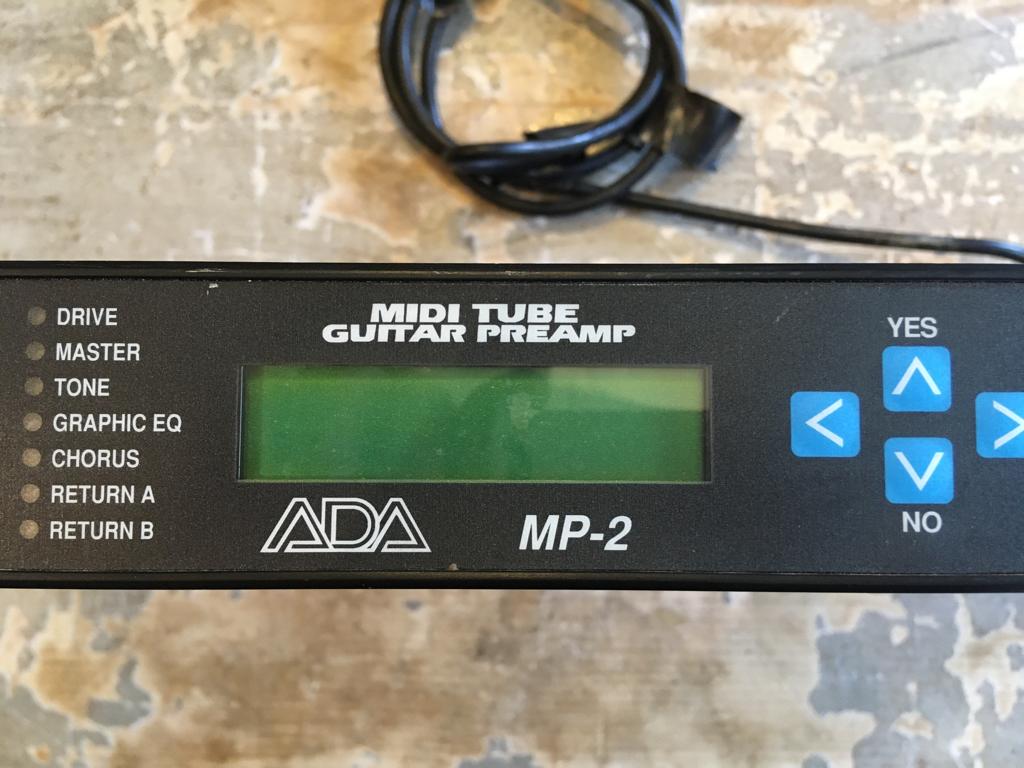 MIDI TUBE
GUITAR PREAMP
DRIVE
MASTER
TONE
GRAPHIC EQ
CHORUS
RETURN A
RETURN B
ADA
MP-2
YES
NO